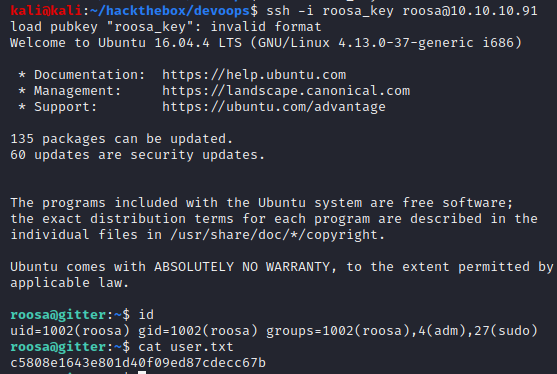 kali@kali:~/hackthebox/devoops$ ssh -i roosa_key roosa@10.10.10.91
load pubkey "roosa_key": invalid format
Welcome to Ubuntu 16.04.4 LTS (GNU/Linux 4.13.0-37-generic i686)
* Documentation: https://help.ubuntu.com
* Management: https://landscape.canonical.com
* Support: https://ubuntu.com/advantage
135 packages can be updated.
60 updates are security updates.
The programs included with the Ubuntu system are free software;
the exact distribution terms for each program are described in the
individual files in /usr/share/doc/*/copyright.
Ubuntu comes with ABSOLUTELY NO WARRANTY, to the extent permitted by
applicable law.
roosa@gitter:~$ id
uid=1002(roosa) gid=1002(roosa) groups=1002(roosa),4(adm),27(sudo)
roosa@gitter:~$ cat user.txt
c5808e1643e801d40f09ed87cdecc67b